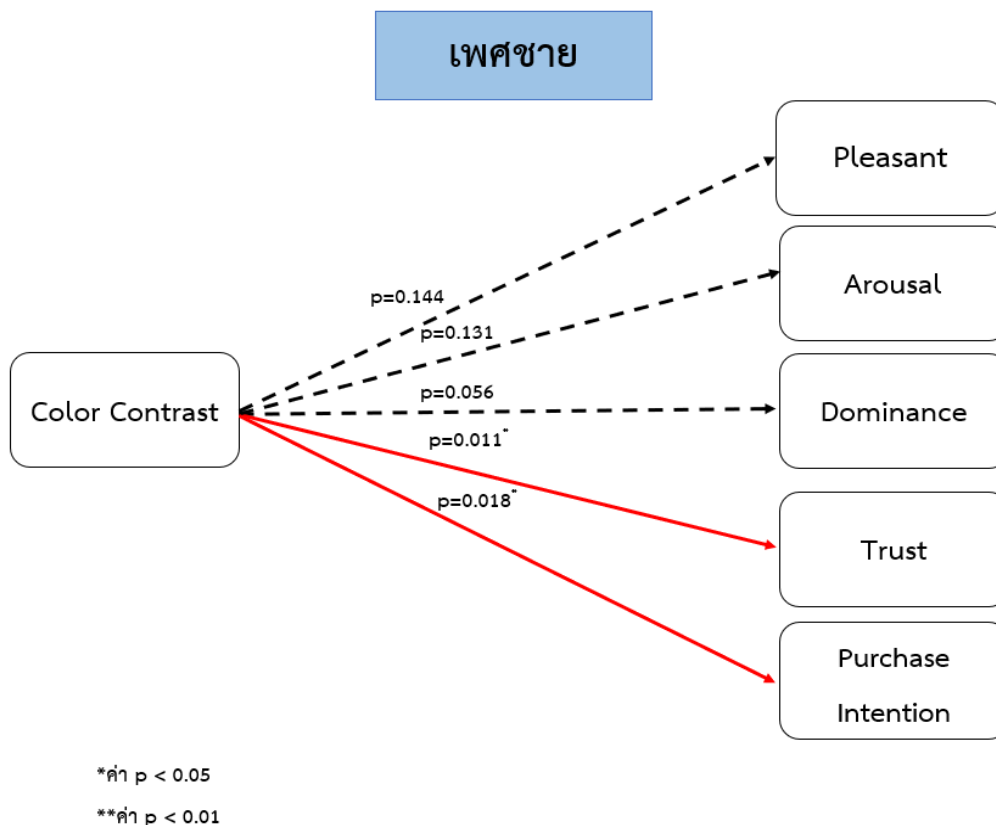 เพศชาย
Pleasant
p=0.144
Arousal
p=0.131
Color Contrast
p=0.056
Dominance
p=0.011*
p=0.018*
Trust
Purchase
Intention
*ค่า p < 0.05
**ค่า p < 0.01